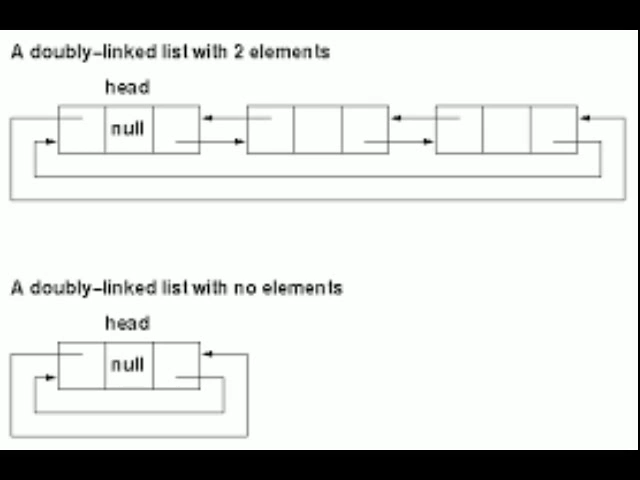 A doubly-linked list with 2 elements
head
null
A doubly-linked list with no elements
head
null